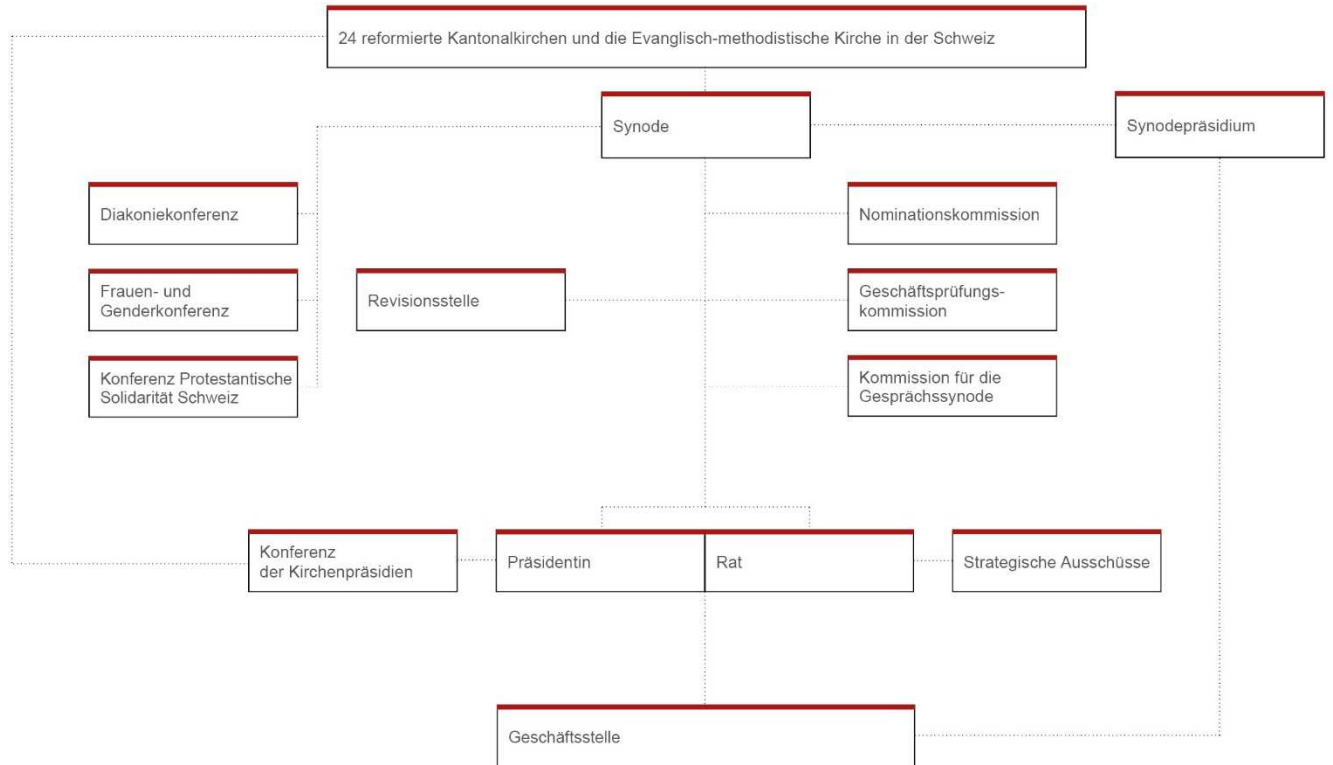 24 reformierte Kantonalkirchen und die Evanglisch-methodistische Kirche in der Schweiz
Synode
Synodepräsidium
Diakoniekonferenz
Nominationskommission
Frauen- und
Genderkonferenz
Revisionsstelle
Geschäftsprüfungs-
kommission
Konferenz Protestantische
Solidarität Schweiz
Kommission für die
Gesprächssynode
Konferenz
der Kirchenpräsidien
Präsidentin
Rat
Strategische Ausschüsse
Geschäftsstelle